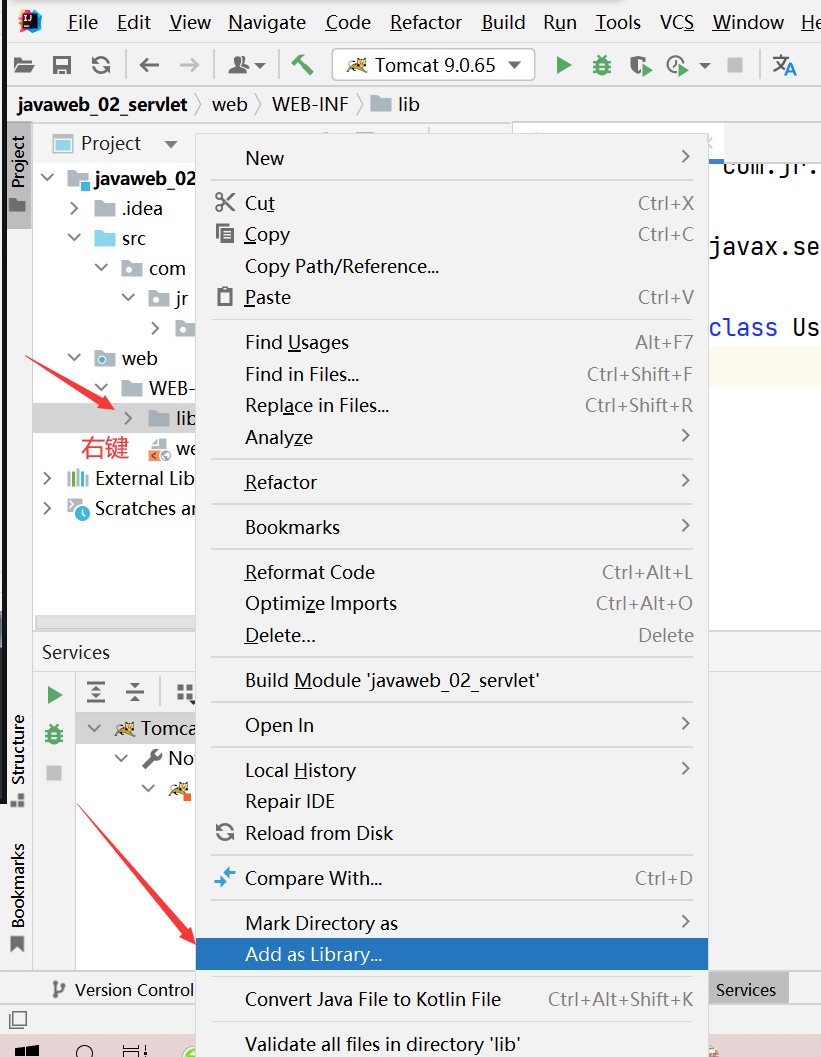 File Edit View Navigate Code Refactor Build Run Tools VCS Window He
Tomcat 9.0.65
javaweb_02_servlet web WEB-INF lib
Project
Project
javaweb_02
.idea
src
com
jr
web
WEB-
lib
右键
we
External Lib
Scratches a
New
Cut Ctrl+X
Copy Ctrl+C
Copy Path/Reference...
Paste Ctrl+V
Find Usages Alt+F7
Find in Files... Ctrl+Shift+F
Replace in Files... Ctrl+Shift+R
Analyze
Refactor
Bookmarks
Reformat Code Ctrl+Alt+L
Optimize Imports Ctrl+Alt+O
Delete... Delete
Build Module 'javaweb_02_servlet'
Open In
Local History
Repair IDE
Reload from Disk
Compare With... Ctrl+D
Mark Directory as
Add as Library...
Convert Java File to Kotlin File Ctrl+Alt+Shift+K
Validate all files in directory 'lib'
com.jr.
javax.se
class Us
Services
Tomca
No
Structure
Bookmarks
Version Control
Services